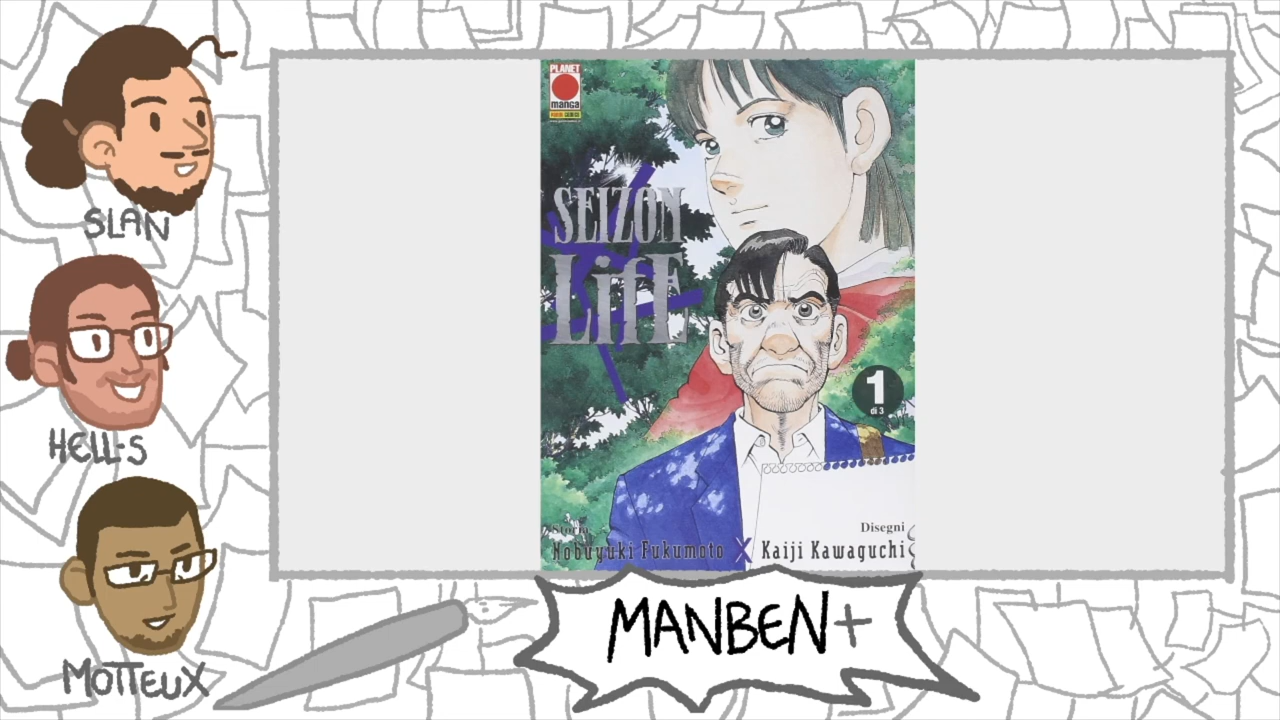 SLAN
HELL-S
MOTTEUX
PLANET
manga
SEIZON
LifE
1
di 3
Storia
Nobuyuki Fukumoto X Kaiji Kawaguchi
Disegni
MANBEN+